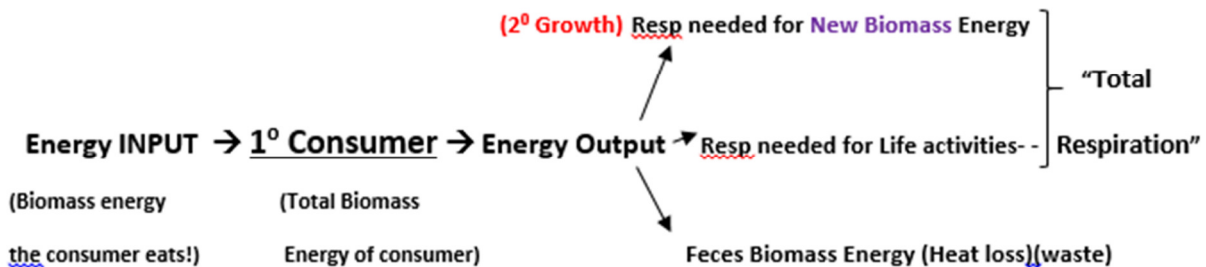 (2⁰ Growth) Resp needed for New Biomass Energy
“Total
Energy INPUT → 1° Consumer → Energy Output → Resp needed for Life activities- - Respiration”
(Biomass energy (Total Biomass
the consumer eats!) Energy of consumer) Feces Biomass Energy (Heat loss)(waste)